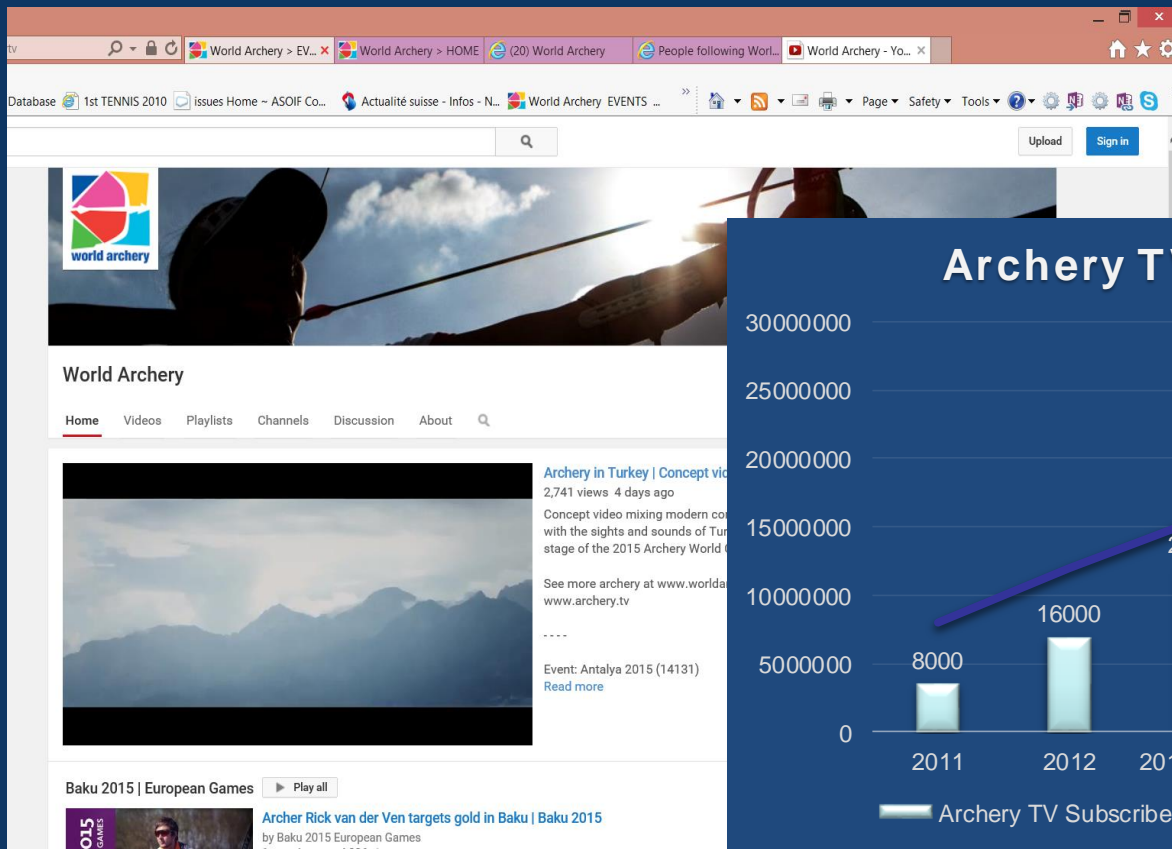 tv
World Archery > EV...
World Archery > HOME
(20) World Archery
People following Worl...
World Archery - Yo...
Database
1st TENNIS 2010
issues Home ~ ASOIF Co...
Actualité suisse - Infos - N...
World Archery EVENTS ...
Page
Safety
Tools
Upload
Sign in
world archery
World Archery
Home Videos Playlists Channels Discussion About
Archery in Turkey | Concept vid
2,741 views 4 days ago
Concept video mixing modern co
with the sights and sounds of Tur
stage of the 2015 Archery World
See more archery at www.worlda
www.archery.tv
- - - -
Event: Antalya 2015 (14131)
Read more
Baku 2015 | European Games
Play all
Archer Rick van der Ven targets gold in Baku | Baku 2015
by Baku 2015 European Games
2015
GAMES
Archery T
30000000
25000000
20000000
15000000
10000000
5000000
0
8000
16000
2011
2012
201
Archery TV Subscribe